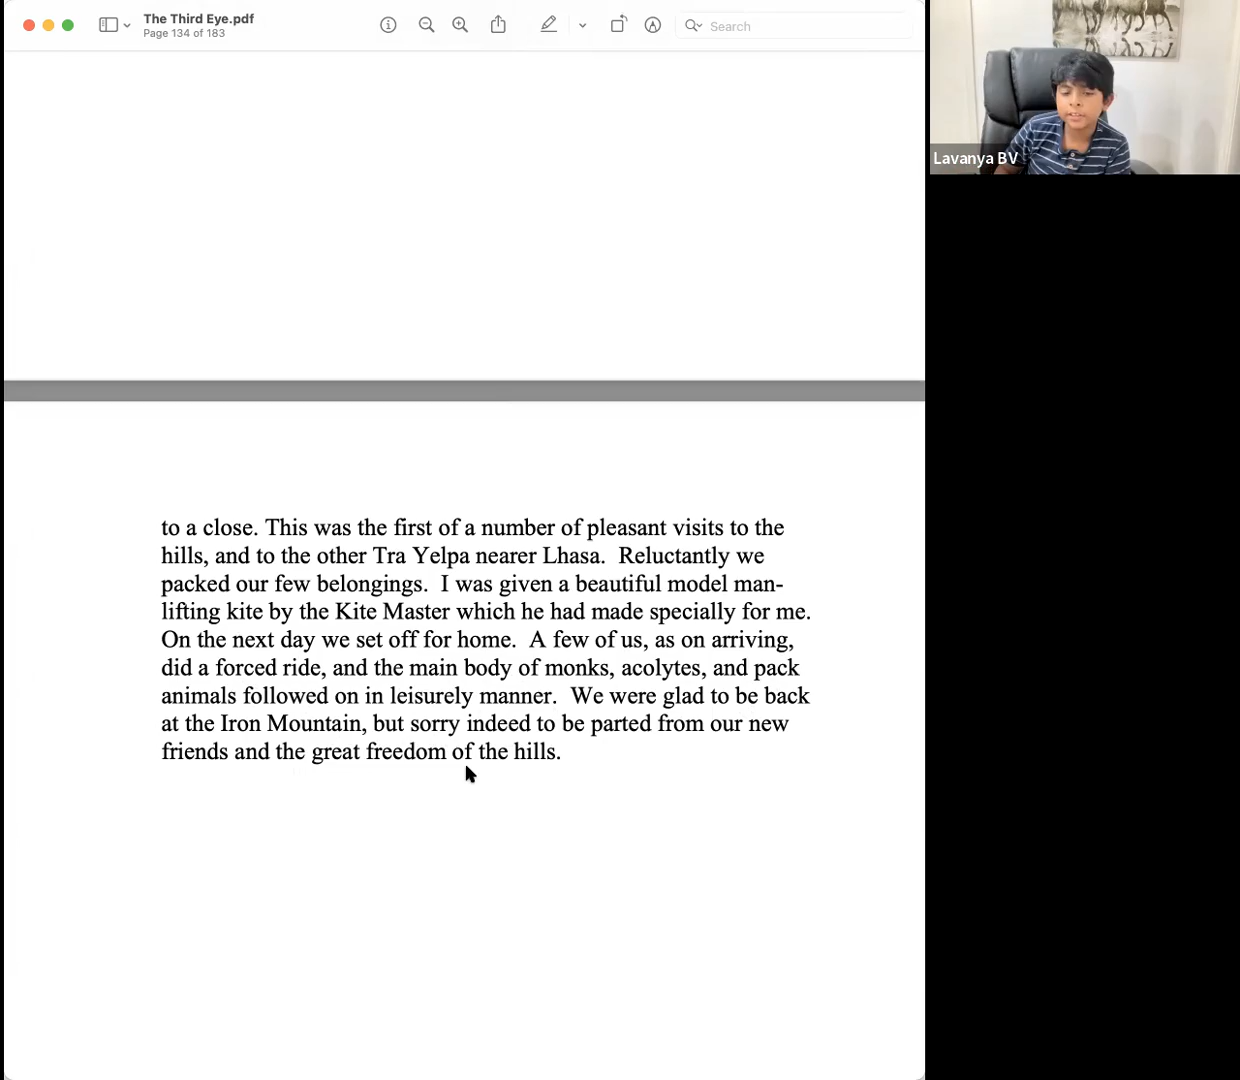 The Third Eye.pdf
Page 134 of 183
Search
Lavanya BV
to a close. This was the first of a number of pleasant visits to the
hills, and to the other Tra Yelpa nearer Lhasa.  Reluctantly we
packed our few belongings.  I was given a beautiful model man-
lifting kite by the Kite Master which he had made specially for me.
On the next day we set off for home.  A few of us, as on arriving,
did a forced ride, and the main body of monks, acolytes, and pack
animals followed on in leisurely manner.  We were glad to be back
at the Iron Mountain, but sorry indeed to be parted from our new
friends and the great freedom of the hills.